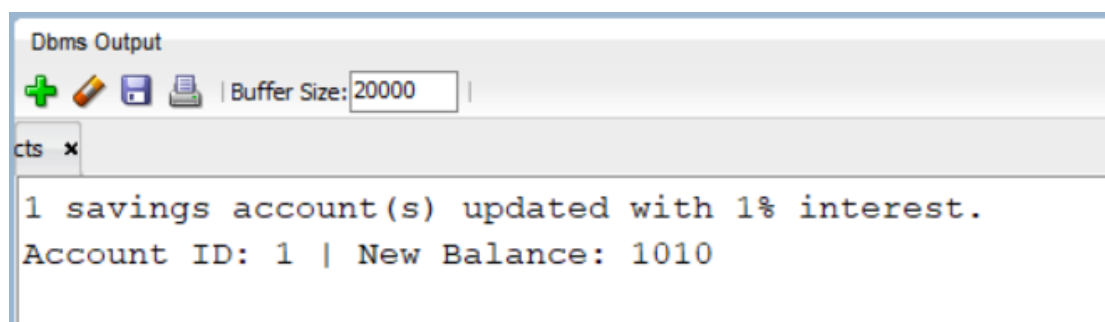 Dbms Output
Buffer Size: 20000
cts
1 savings account(s) updated with 1% interest.
Account ID: 1 | New Balance: 1010